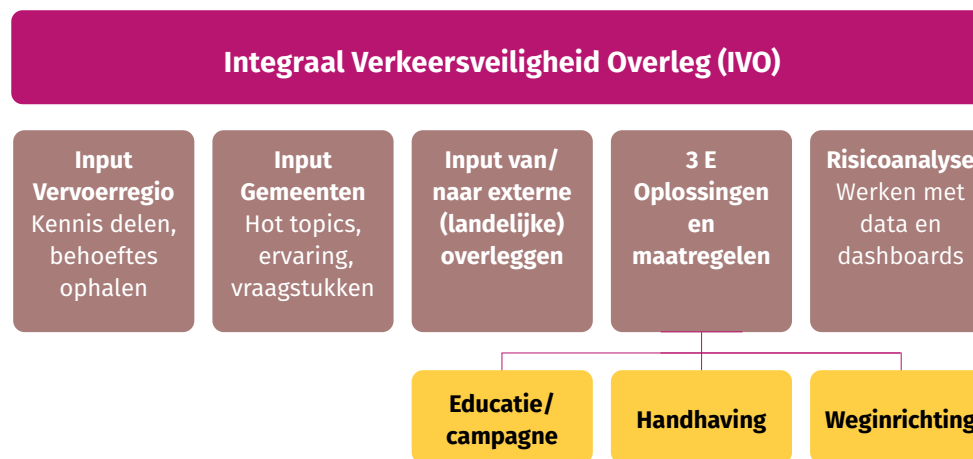 Integraal Verkeersveiligheid Overleg (IVO)
Input
Vervoerregio
Kennis delen,
behoeftes
ophalen
Input
Gemeenten
Hot topics,
ervaring,
vraagstukken
Input van/
naar externe
(landelijke)
overleggen
3 E
Oplossingen
en
maatregelen
Risicoanalyse
Werken met
data en
dashboards
Educatie/
campagne
Handhaving
Weginrichting